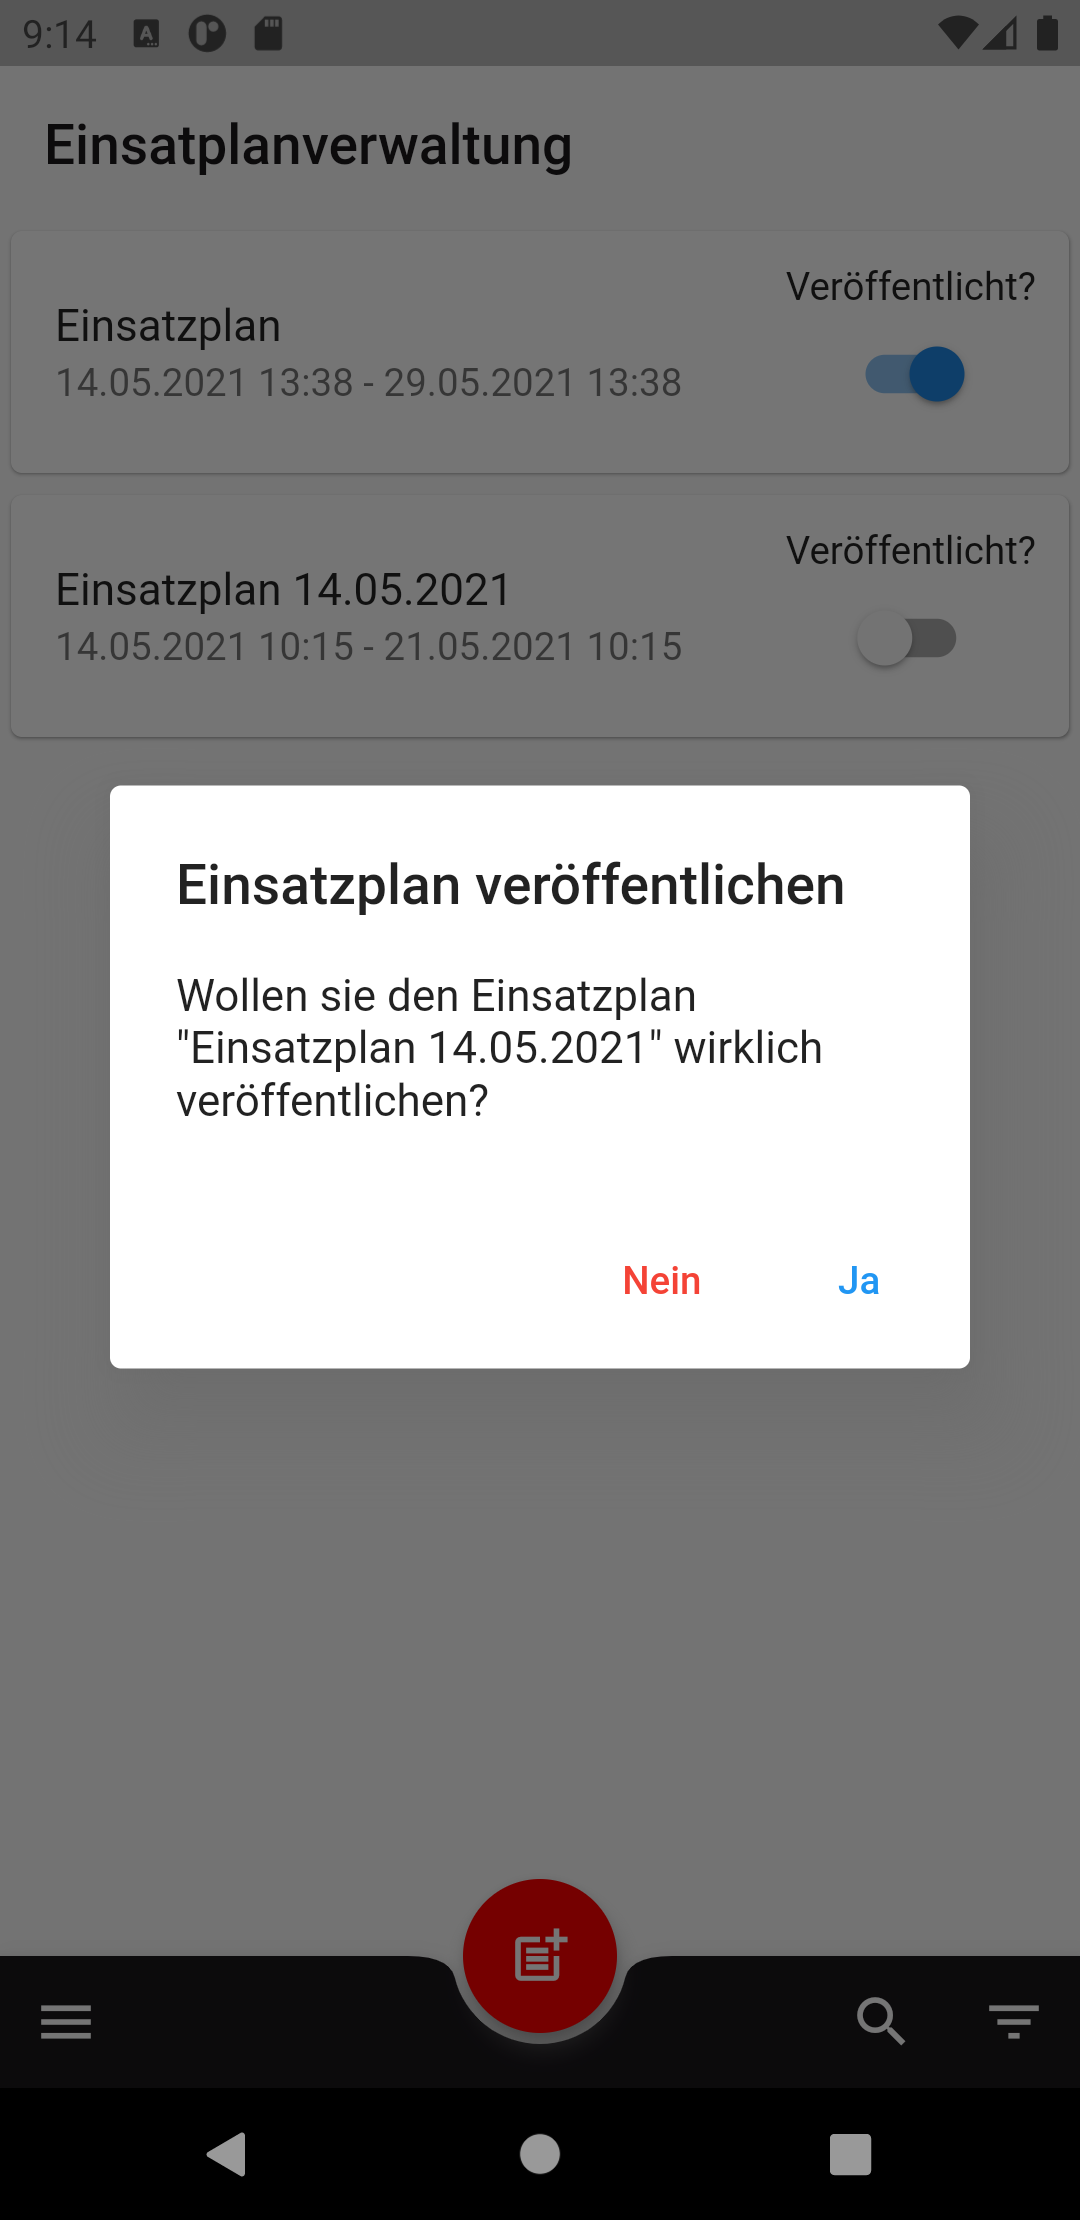 9:14
Einsatplanverwaltung
Veröffentlicht?
Einsatzplan
14.05.2021 13:38 - 29.05.2021 13:38
Veröffentlicht?
Einsatzplan 14.05.2021
14.05.2021 10:15 - 21.05.2021 10:15
Einsatzplan veröffentlichen
Wollen sie den Einsatzplan
"Einsatzplan 14.05.2021" wirklich
veröffentlichen?
Nein Ja